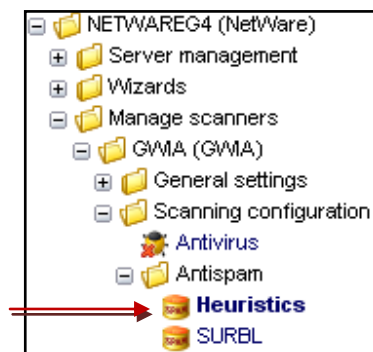 NETWAREG4 (NetWare)
Server management
Wizards
Manage scanners
GWIA (GWIA)
General settings
Scanning configuration
Antivirus
Antispam
Heuristics
SURBL